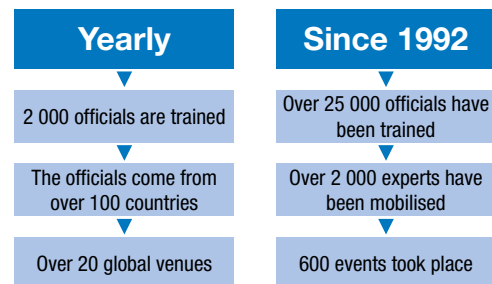 Yearly
2 000 officials are trained
The officials come from
over 100 countries
Over 20 global venues
Since 1992
Over 25 000 officials have
been trained
Over 2 000 experts have
been mobilised
600 events took place